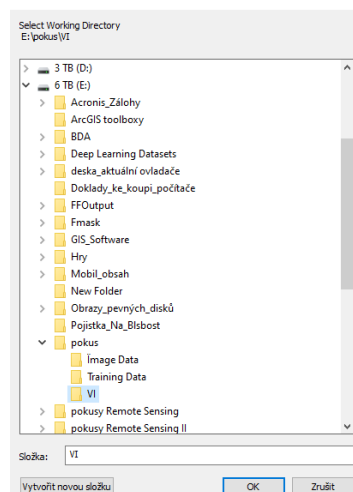 Select Working Directory
E:\pokus\VI
3 TB (D:)
6 TB (E:)
Acronis_Zálohy
ArcGIS toolboxy
BDA
Deep Learning Datasets
deska_aktuální ovladače
Doklady_ke_koupi_počítače
FFOutput
Fmask
GIS_Software
Hry
Mobil_obsah
New Folder
Obrazy_pevných_disků
Pojistka_Na_Blsbost
pokus
Image Data
Training Data
VI
pokusy Remote Sensing
pokusy Remote Sensing II
Složka: VI
Vytvořit novou složku OK Zrušit